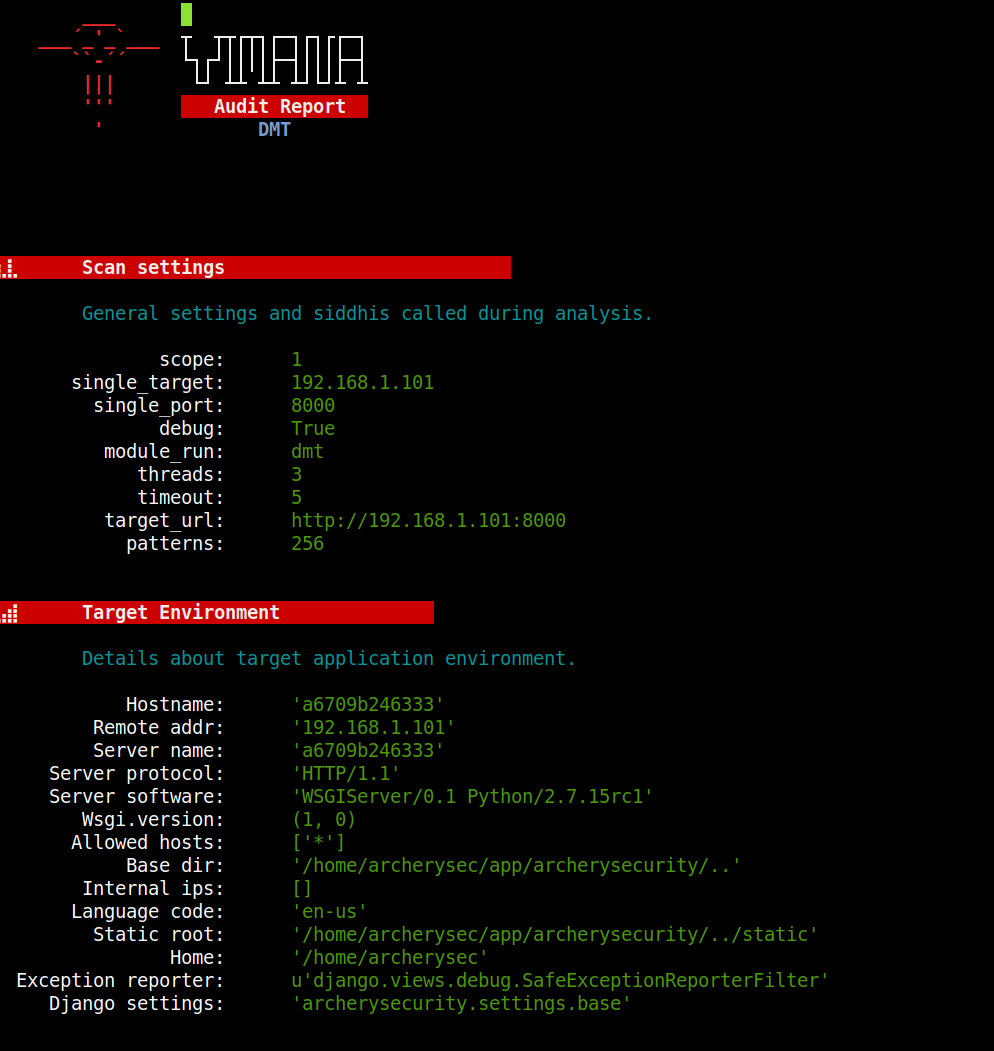 VIMANA
Audit Report
DMT
Scan settings
General settings and siddhis called during analysis.
scope: 1
single_target: 192.168.1.101
single_port: 8000
debug: True
module_run: dmt
threads: 3
timeout: 5
target_url: http://192.168.1.101:8000
patterns: 256
Target Environment
Details about target application environment.
Hostname: 'a6709b246333'
Remote addr: '192.168.1.101'
Server name: 'a6709b246333'
Server protocol: 'HTTP/1.1'
Server software: 'WSGIServer/0.1 Python/2.7.15rc1'
Wsgi.version: (1, 0)
Allowed hosts: ['*']
Base dir: '/home/archerysec/app/archerysecurity/..'
Internal ips: []
Language code: 'en-us'
Static root: '/home/archerysec/app/archerysecurity/../static'
Home: '/home/archerysec'
Exception reporter: u'django.views.debug.SafeExceptionReporterFilter'
Django settings: 'archerysecurity.settings.base'